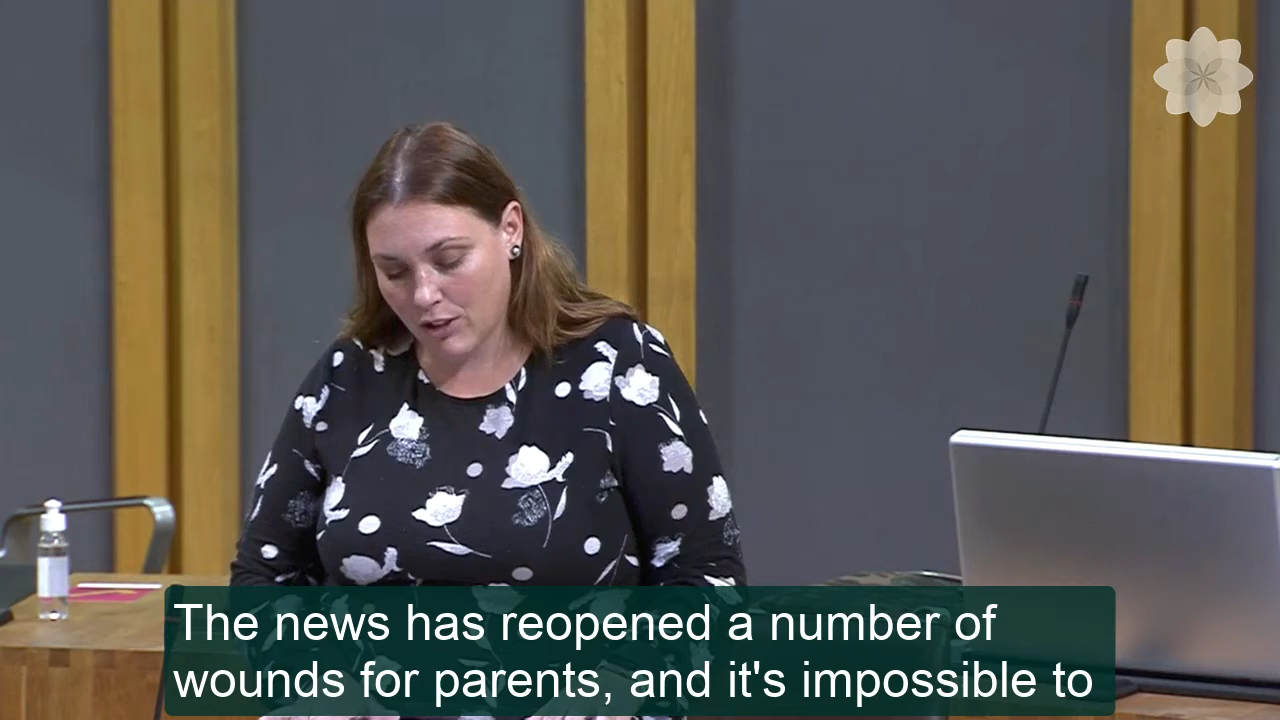 The news has reopened a number of
wounds for parents, and it's impossible to